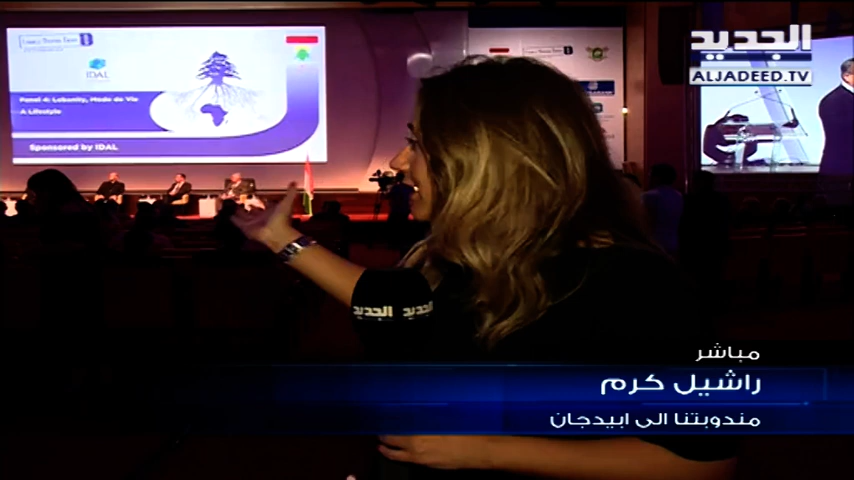 IDAL
Panel 4: Lebanity, Mode de Vie
A Lifestyle
Sponsored by IDAL
الجديد
ALJADEED.TV
الجديد
الجديد
مباشر
راشيل كرم
مندوبتنا الى ابيدجان